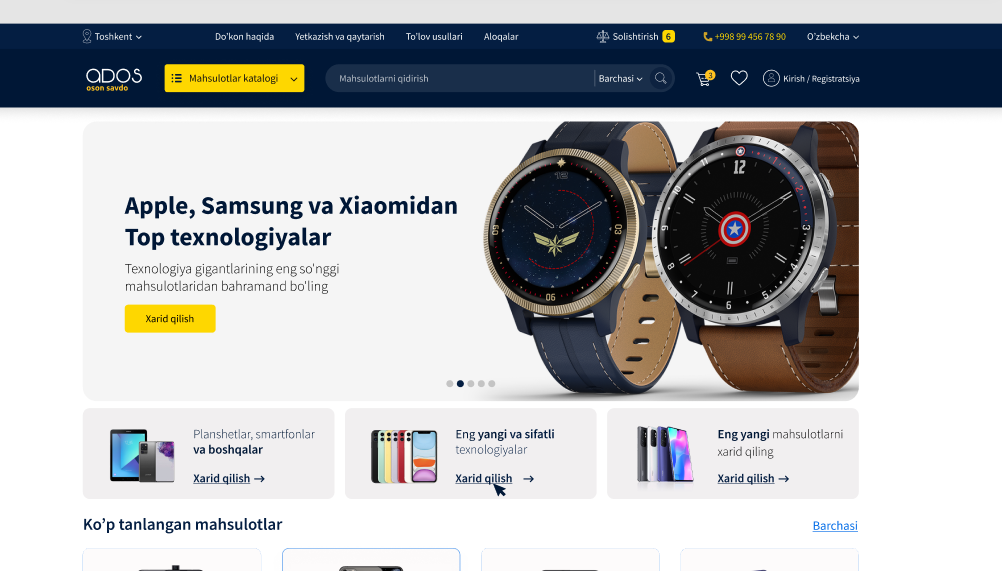 Toshkent
Do'kon haqida
Yetkazish va qaytarish
To'lov usullari
Aloqalar
Solishtirish 6
+998 99 456 78 90
O'zbekcha
ADOS
oson savdo
Mahsulotlar katalogi
Mahsulotlarni qidirish
Barchasi
3
Kirish / Registratsiya
Apple, Samsung va Xiaomidan
Top texnologiyalar
Texnologiya gigantlarining eng so'nggi
mahsulotlaridan bahramand bo'ling
Xarid qilish
Planshetlar, smartfonlar
va boshqalar
Xarid qilish
Eng yangi va sifatli
texnologiyalar
Xarid qilish
Eng yangi mahsulotlarni
xarid qiling
Xarid qilish
Ko’p tanlangan mahsulotlar
Barchasi